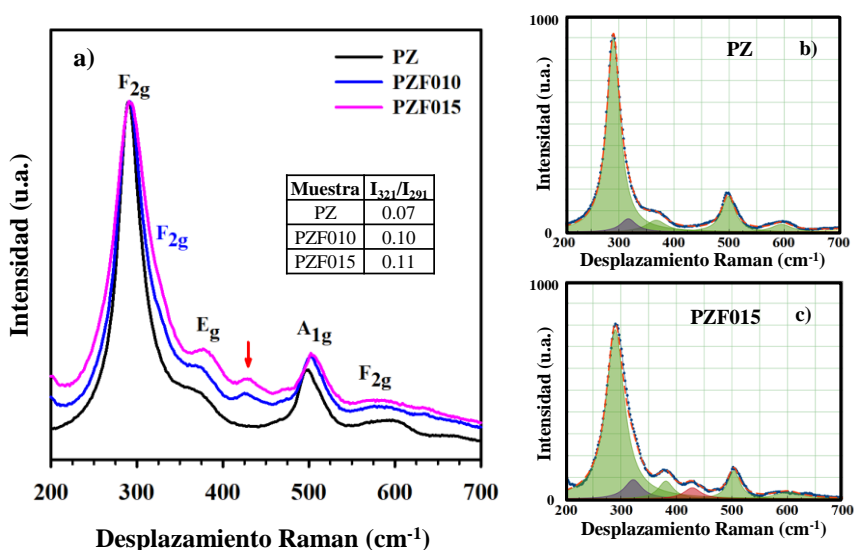 a)
F2g
PZ
PZF010
PZF015
F2g
Muestra I321/I291
PZ 0.07
PZF010 0.10
PZF015 0.11
Eg
A1g
F2g
Intensidad (u.a.)
200 300 400 500 600 700
Desplazamiento Raman (cm-1)
1000
PZ
b)
Intensidad (u.a.)
0
200 300 400 500 600 700
Desplazamiento Raman (cm-1)
1000
PZF015
c)
Intensidad (u.a.)
0
200 300 400 500 600 700
Desplazamiento Raman (cm-1)